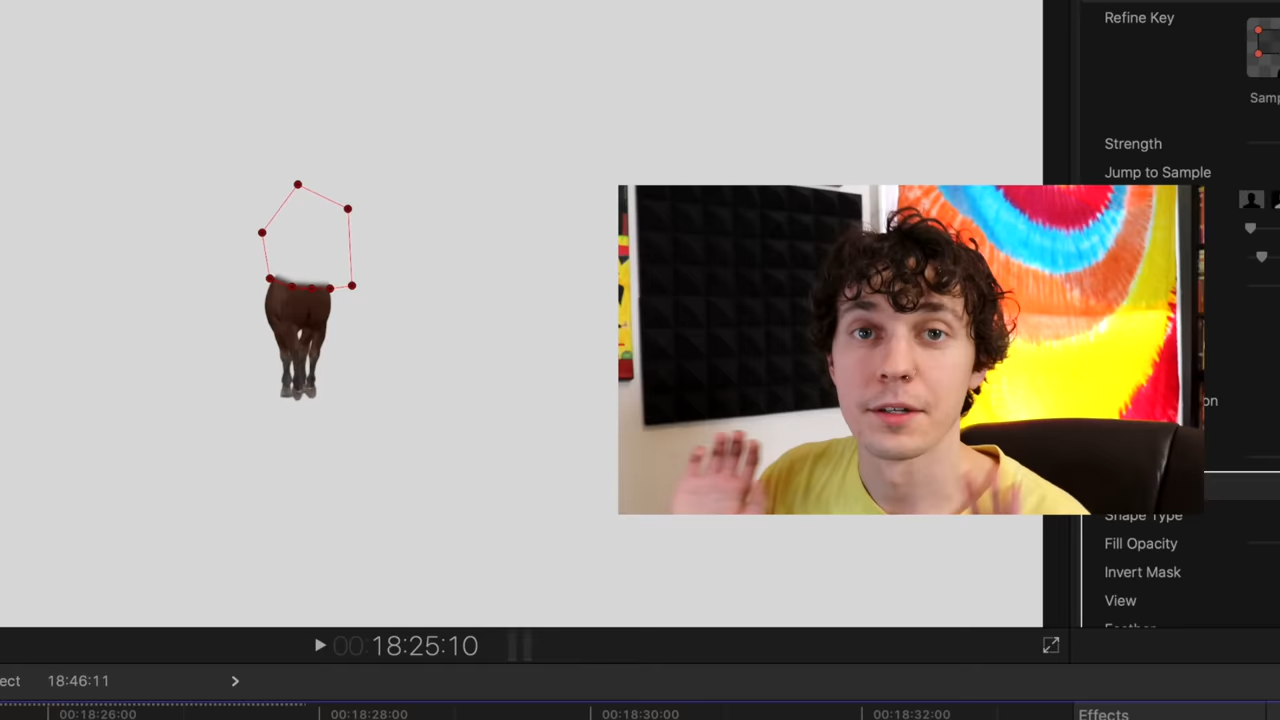 Refine Key
Strength
Jump to Sample
on
Shape Type
Fill Opacity
Invert Mask
View
00:18:25:10
ect 18:46:11
00:18:26:00 00:18:28:00 00:18:30:00 00:18:32:00
Effects